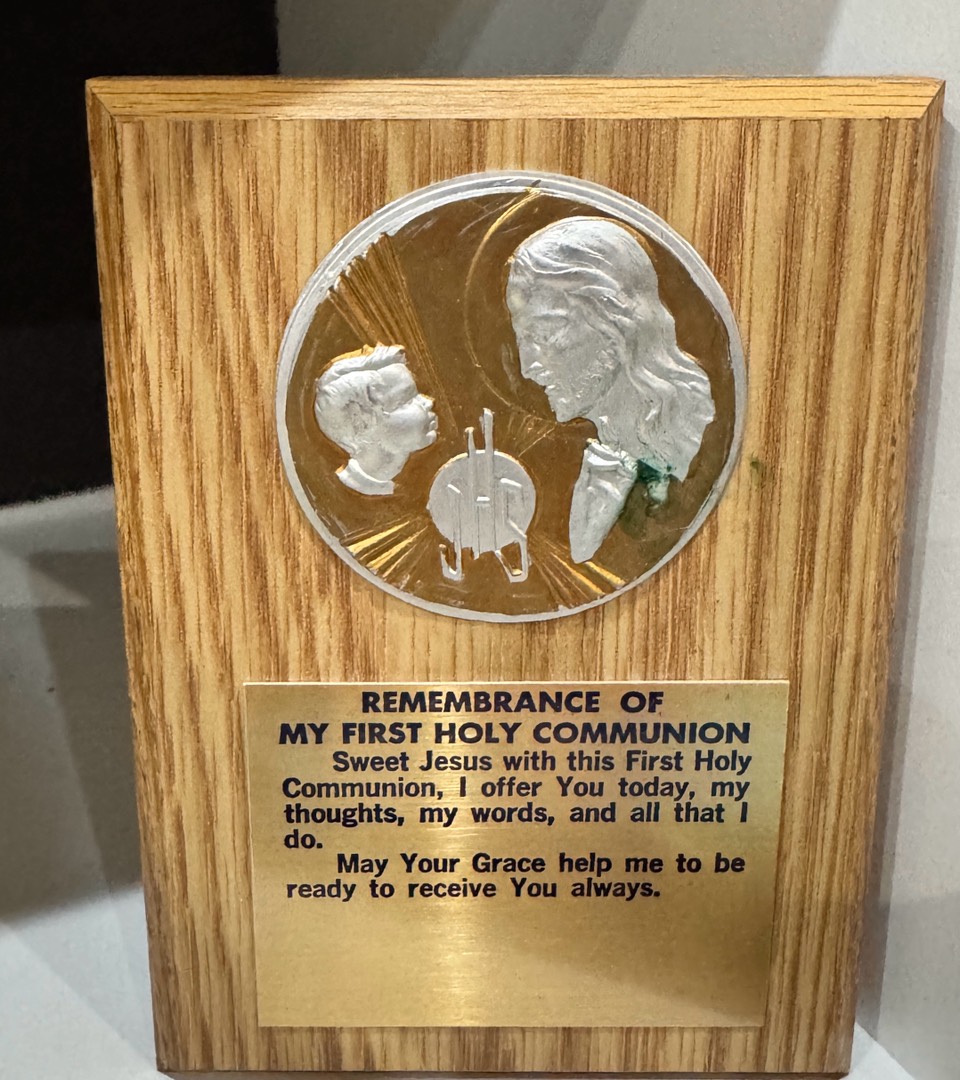 REMEMBRANCE OF
MY FIRST HOLY COMMUNION
Sweet Jesus with this First Holy
Communion, I offer You today, my
thoughts, my words, and all that I
do.
May Your Grace help me to be
ready to receive You always.